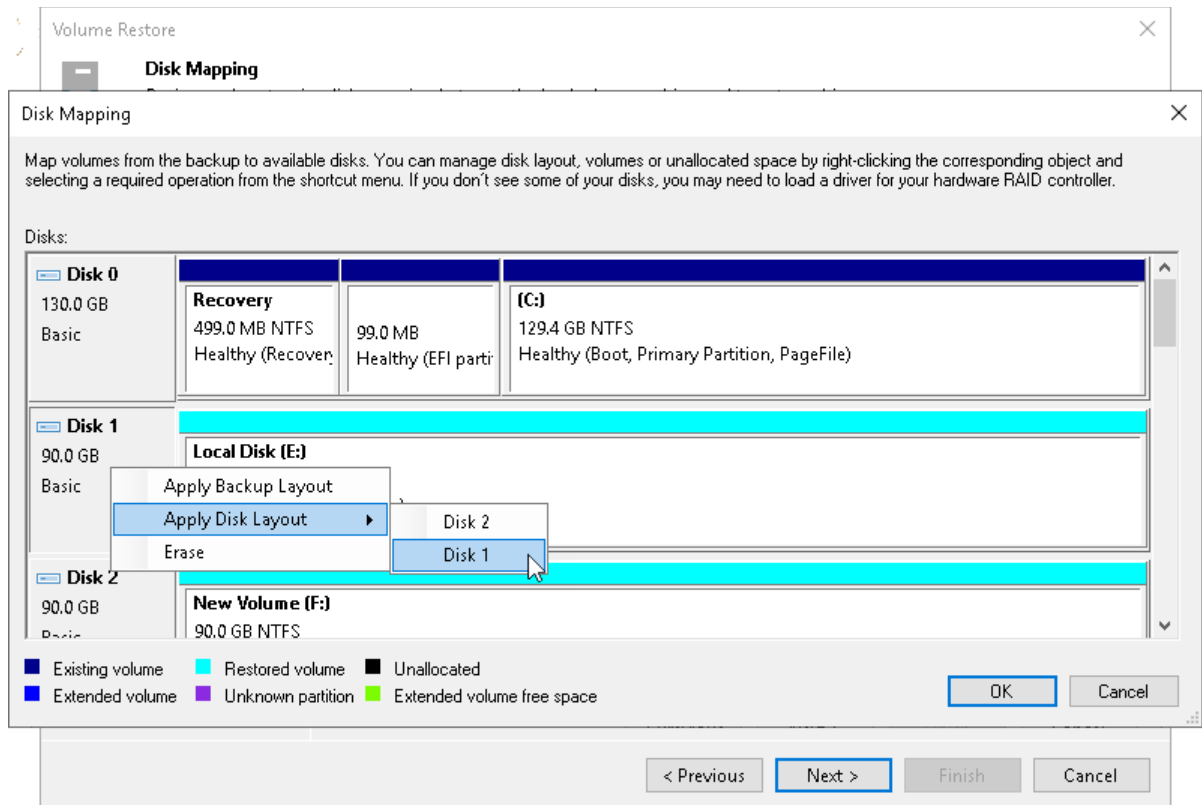 Volume Restore
Disk Mapping
Disk Mapping
Map volumes from the backup to available disks. You can manage disk layout, volumes or unallocated space by right-clicking the corresponding object and
selecting a required operation from the shortcut menu. If you don´t see some of your disks, you may need to load a driver for your hardware RAID controller.
Disks:
Disk 0
130.0 GB
Basic
Recovery
499.0 MB NTFS
Healthy (Recovery
99.0 MB
Healthy (EFI parti
(C:)
129.4 GB NTFS
Healthy (Boot, Primary Partition, PageFile)
Disk 1
90.0 GB
Basic
Local Disk (E:)
Apply Backup Layout
Apply Disk Layout
Erase
Disk 2
Disk 1
Disk 2
90.0 GB
Basic
New Volume (F:)
90.0 GB NTFS
Existing volume
Restored volume
Unallocated
Extended volume
Unknown partition
Extended volume free space
OK
Cancel
< Previous
Next >
Finish
Cancel